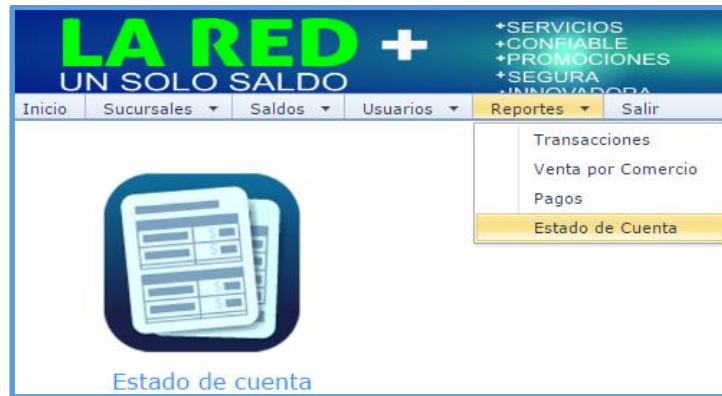 LA RED +
UN SOLO SALDO
+SERVICIOS
+CONFIABLE
+PROMOCIONES
+SEGURA
+INNOVADORA
Inicio Sucursales Saldos Usuarios Reportes Salir
Transacciones
Venta por Comercio
Pagos
Estado de Cuenta
$
$
$
$
Estado de cuenta